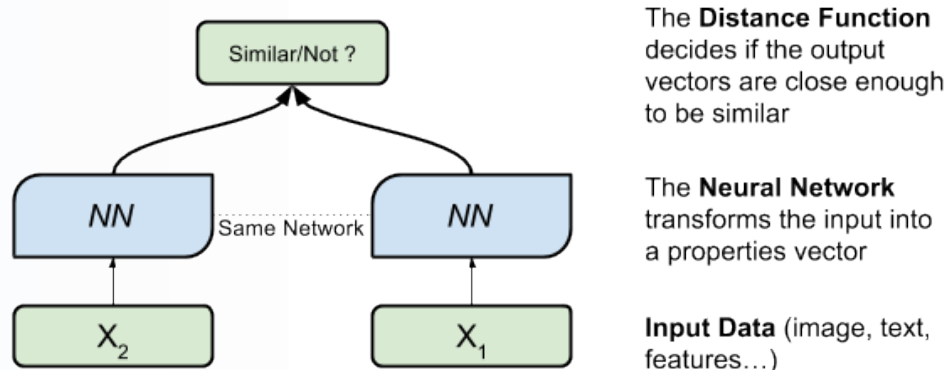 Similar/Not ?
The Distance Function
decides if the output
vectors are close enough
to be similar
NN
Same Network
NN
The Neural Network
transforms the input into
a properties vector
X₂
X₁
Input Data (image, text,
features...)